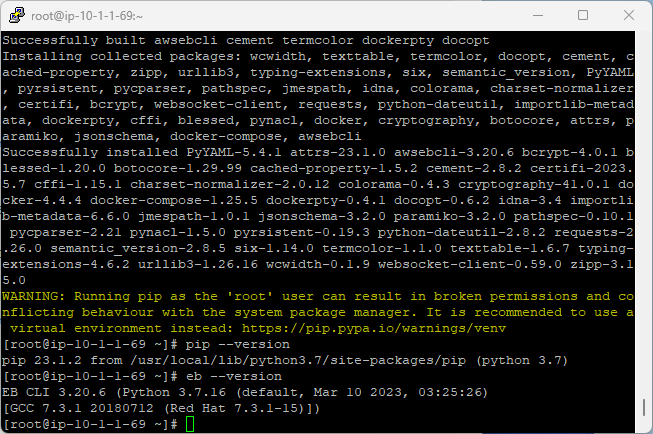 root@ip-10-1-1-69:~
Successfully built awsebcli cement termcolor dockerpty docopt
Installing collected packages: wcwidth, texttable, termcolor, docopt, cement, c
ached-property, zipp, urllib3, typing-extensions, six, semantic_version, PyYAML
, pyrsistent, pycparser, pathspec, jmespath, idna, colorama, charset-normalizer
, certifi, bcrypt, websocket-client, requests, python-dateutil, importlib-metad
ata, dockerpty, cffi, blessed, pynacl, docker, cryptography, botocore, attrs, p
aramiko, jsonschema, docker-compose, awsebcli
Successfully installed PyYAML-5.4.1 attrs-23.1.0 awsebcli-3.20.6 bcrypt-4.0.1 b
lessed-1.20.0 botocore-1.29.99 cached-property-1.5.2 cement-2.8.2 certifi-2023.
5.7 cffi-1.15.1 charset-normalizer-2.0.12 colorama-0.4.3 cryptography-41.0.1 do
cker-4.4.4 docker-compose-1.25.5 dockerpty-0.4.1 docopt-0.6.2 idna-3.4 importli
b-metadata-6.6.0 jmespath-1.0.1 jsonschema-3.2.0 paramiko-3.2.0 pathspec-0.10.1
 pycparser-2.21 pynacl-1.5.0 pyrsistent-0.19.3 python-dateutil-2.8.2 requests-2
.26.0 semantic_version-2.8.5 six-1.14.0 termcolor-1.1.0 texttable-1.6.7 typing-
extensions-4.6.2 urllib3-1.26.16 wcwidth-0.1.9 websocket-client-0.59.0 zipp-3.1
5.0
WARNING: Running pip as the 'root' user can result in broken permissions and co
nflicting behaviour with the system package manager. It is recommended to use a
 virtual environment instead: https://pip.pypa.io/warnings/venv
[root@ip-10-1-1-69 ~]# pip --version
pip 23.1.2 from /usr/local/lib/python3.7/site-packages/pip (python 3.7)
[root@ip-10-1-1-69 ~]# eb --version
EB CLI 3.20.6 (Python 3.7.16 (default, Mar 10 2023, 03:25:26)
[GCC 7.3.1 20180712 (Red Hat 7.3.1-15)])
[root@ip-10-1-1-69 ~]#